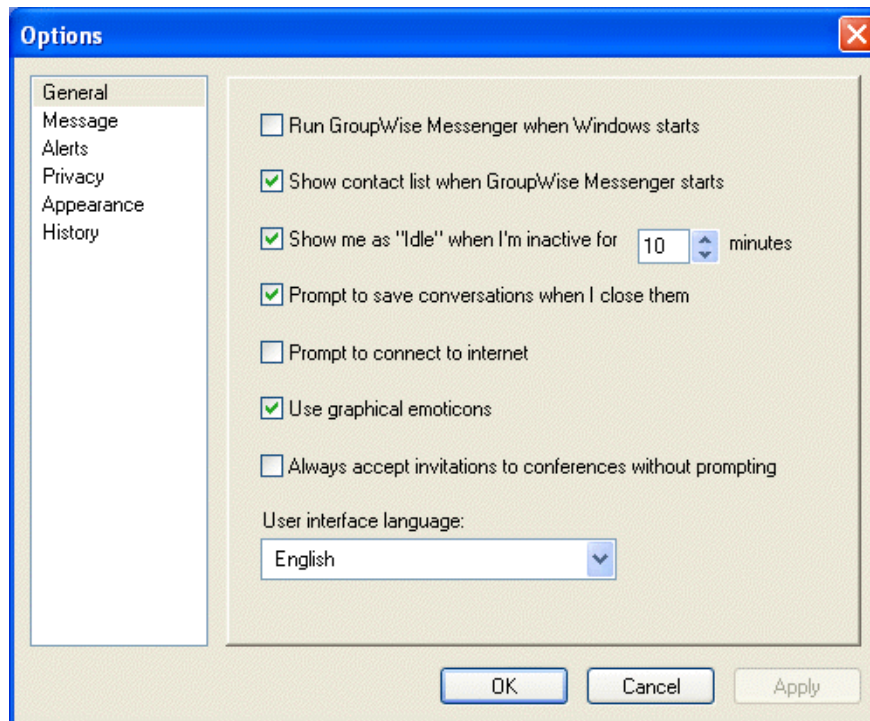 Options
General
Message
Alerts
Privacy
Appearance
History
Run GroupWise Messenger when Windows starts
Show contact list when GroupWise Messenger starts
Show me as "Idle" when I'm inactive for 10 minutes
Prompt to save conversations when I close them
Prompt to connect to internet
Use graphical emoticons
Always accept invitations to conferences without prompting
User interface language:
English
OK Cancel Apply